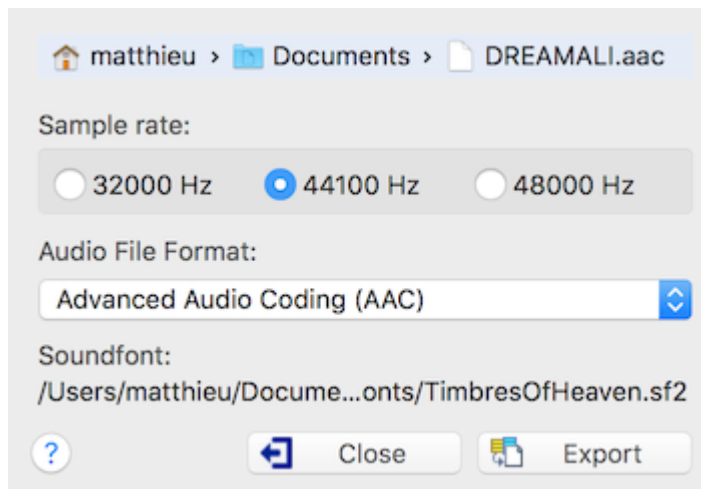 matthieu › Documents › DREAMALI.aac
Sample rate:
32000 Hz 44100 Hz 48000 Hz
Audio File Format:
Advanced Audio Coding (AAC)
Soundfont:
/Users/matthieu/Docume...onts/TimbresOfHeaven.sf2
? Close Export